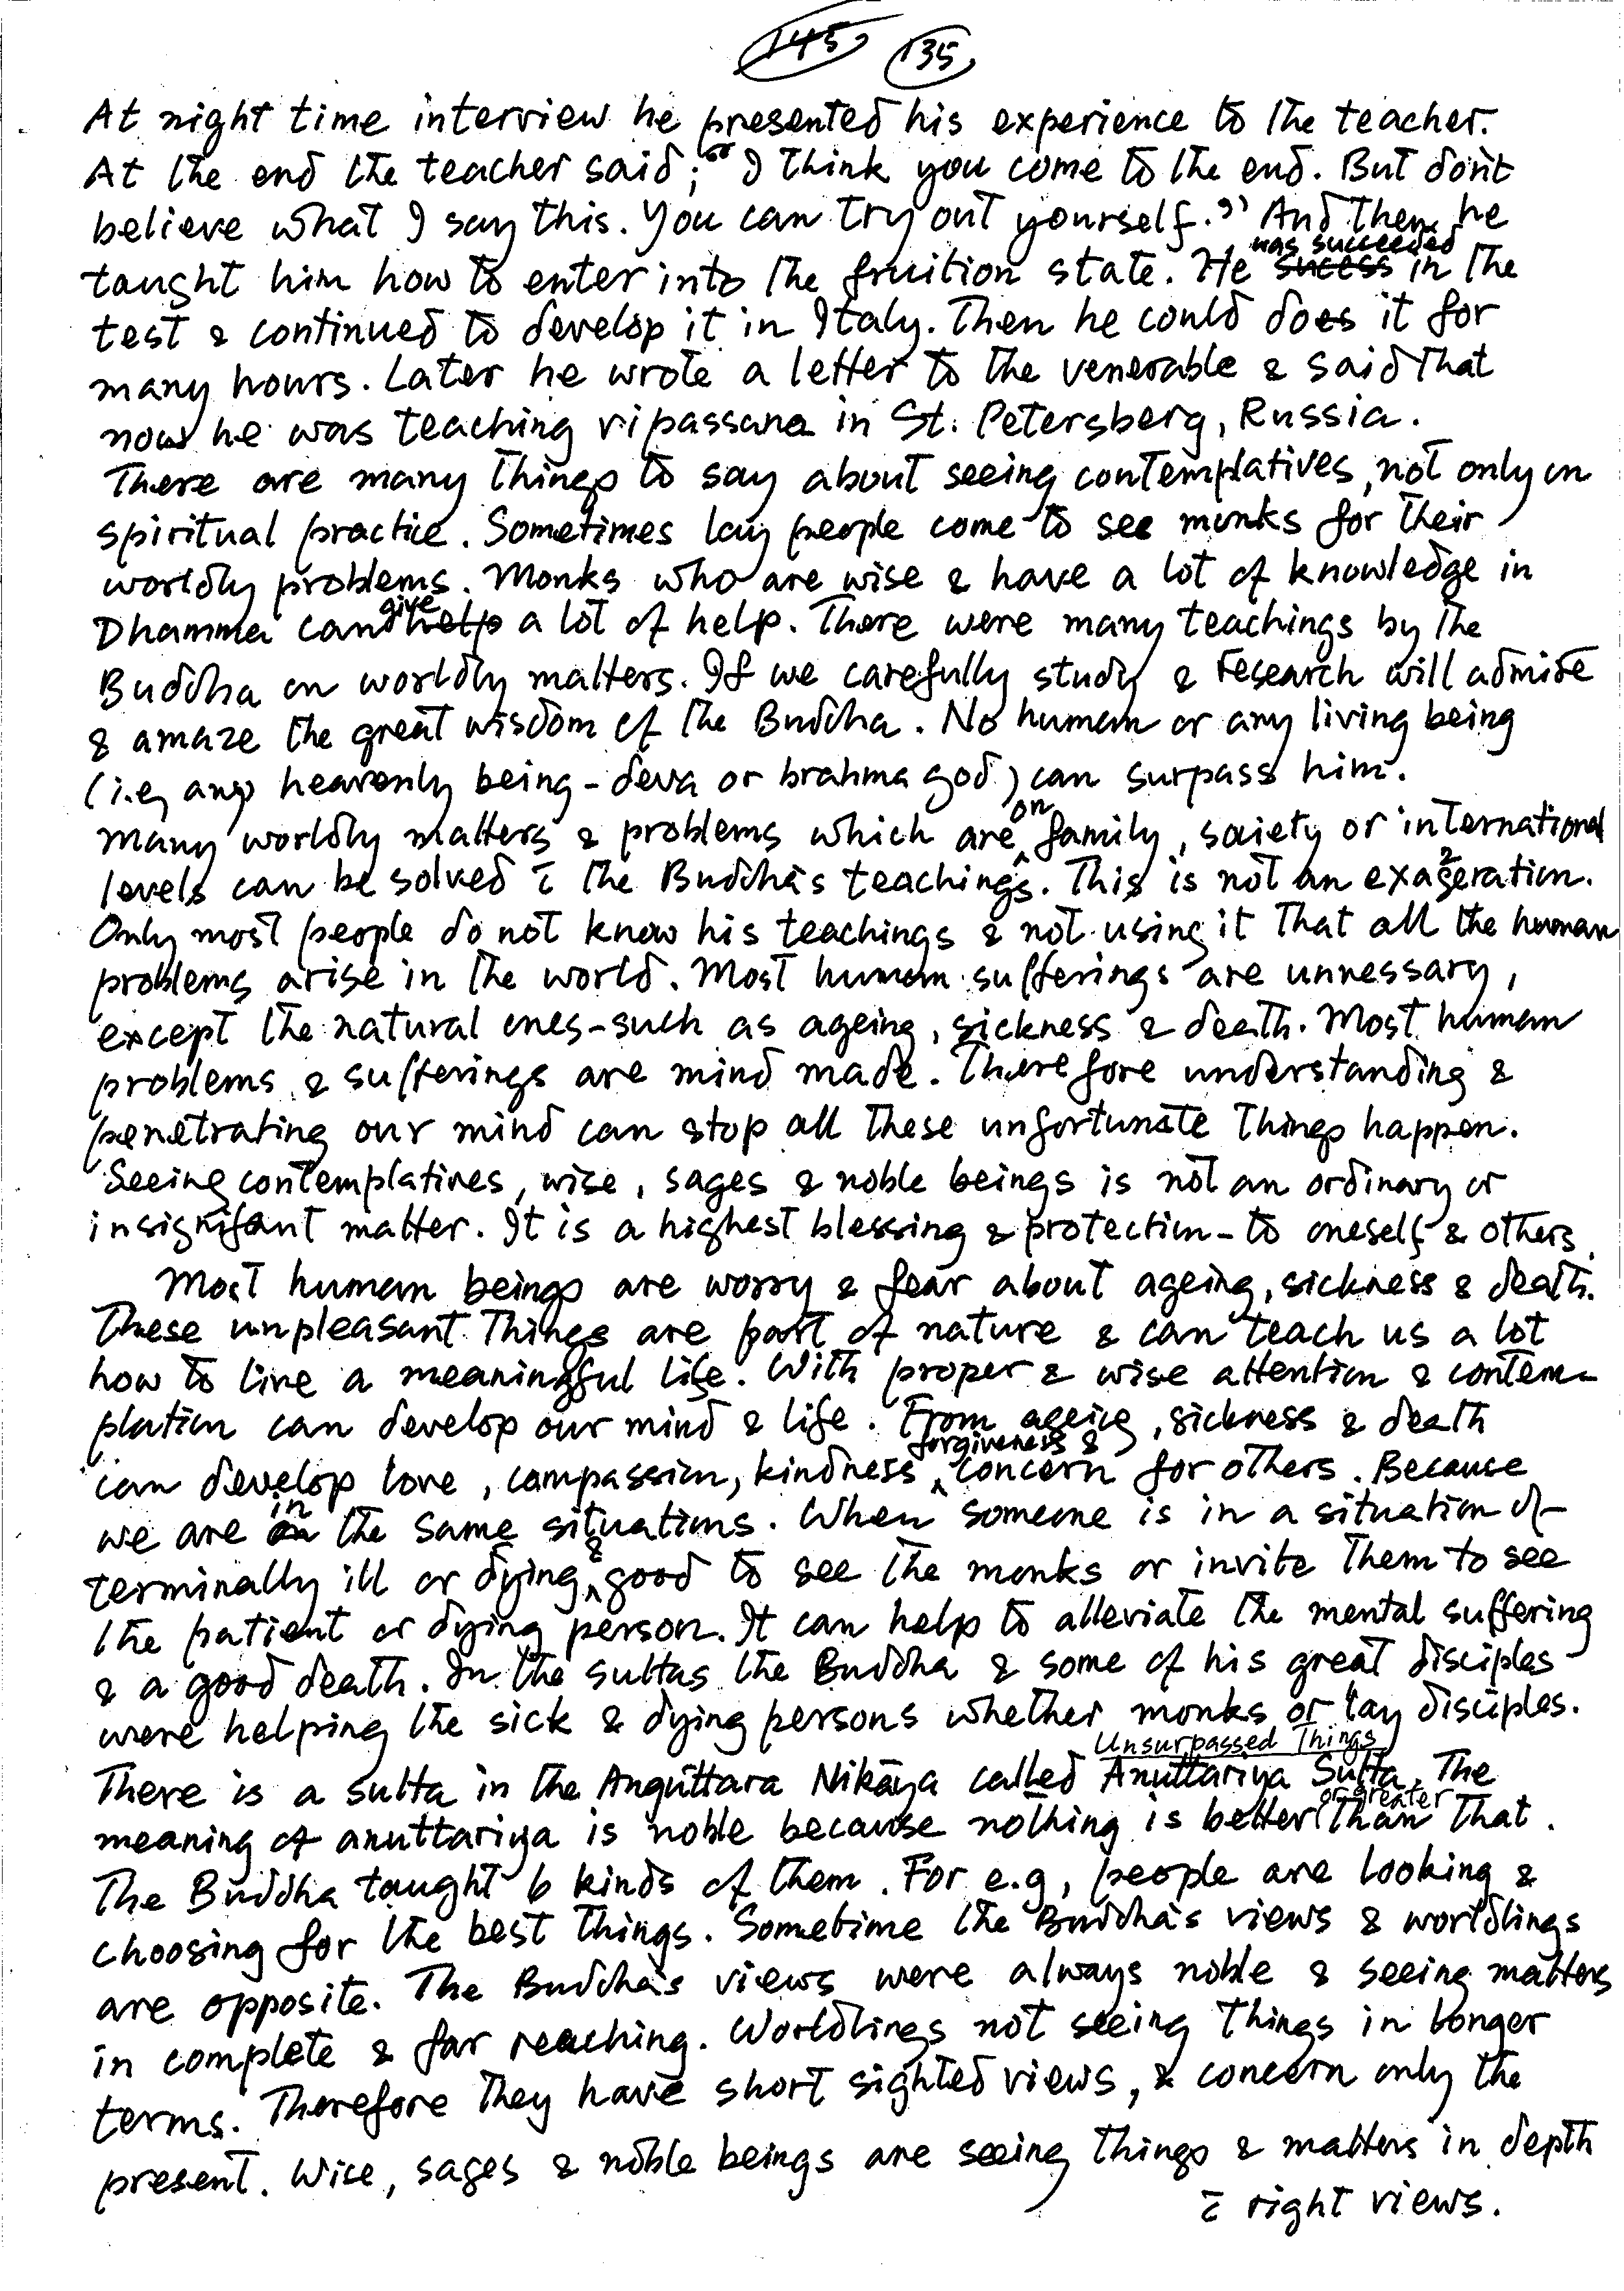 145 135
At night time interview he presented his experience to the teacher.
At the end the teacher said; "I think you come to the end. But don't
believe what I say this. You can try out yourself." And then he
taught him how to enter into the fruition state. He was succeeded in the
test & continued to develop it in Italy. Then he could does it for
many hours. Later he wrote a letter to the venerable & said that
now he was teaching vipassana in St. Petersberg, Russia.
There are many things to say about seeing contemplatives, not only on
spiritual practice. Sometimes lay people come to see monks for their
worldly problems. Monks who are wise & have a lot of knowledge in
Dhamma can give a lot of help. There were many teachings by the
Buddha on worldly matters. If we carefully study & research will admire
& amaze the great wisdom of the Buddha. No human or any living being
(i.e, any heavenly being - deva or brahma god) can surpass him.
Many worldly matters & problems which are on family, society or international
levels can be solved c̄ the Buddha's teachings. This is not an exaggeration.
Only most people do not know his teachings & not using it that all the human
problems arise in the world. Most human sufferings are unnessary,
except the natural ones - such as ageing, sickness & death. Most human
problems & sufferings are mind made. Therefore understanding &
penetrating our mind can stop all these unfortunate things happen.
Seeing contemplatives, wise, sages & noble beings is not an ordinary or
insignifant matter. It is a highest blessing & protection - to oneself & others.
Most human beings are worry & fear about ageing, sickness & death.
These unpleasant things are part of nature & can teach us a lot
how to live a meaningful life. With proper & wise attention & contem-
plation can develop our mind & life. From ageing, sickness & death
can develop love, compassion, kindness, forgiveness & concern for others. Because
we are in the same situations. When someone is in a situation of
terminally ill or dying & good to see the monks or invite them to see
the patient or dying person. It can help to alleviate the mental suffering
& a good death. In the suttas the Buddha & some of his great disciples
were helping the sick & dying persons whether monks or lay disciples.
Unsurpassed Things
There is a sutta in the Anguttara Nikāya called Anuttariya Sutta. The
meaning of anuttariya is noble because nothing is better or greater than that.
The Buddha taught 6 kinds of them. For e.g, people are looking &
choosing for the best things. Sometime the Buddha's views & worldlings
are opposite. The Buddha's views were always noble & seeing matters
in complete & far reaching. Worldlings not seeing things in longer
terms. Therefore they have short sighted views, & concern only the
present. Wise, sages & noble beings are seeing things & matters in depth
c̄ right views.